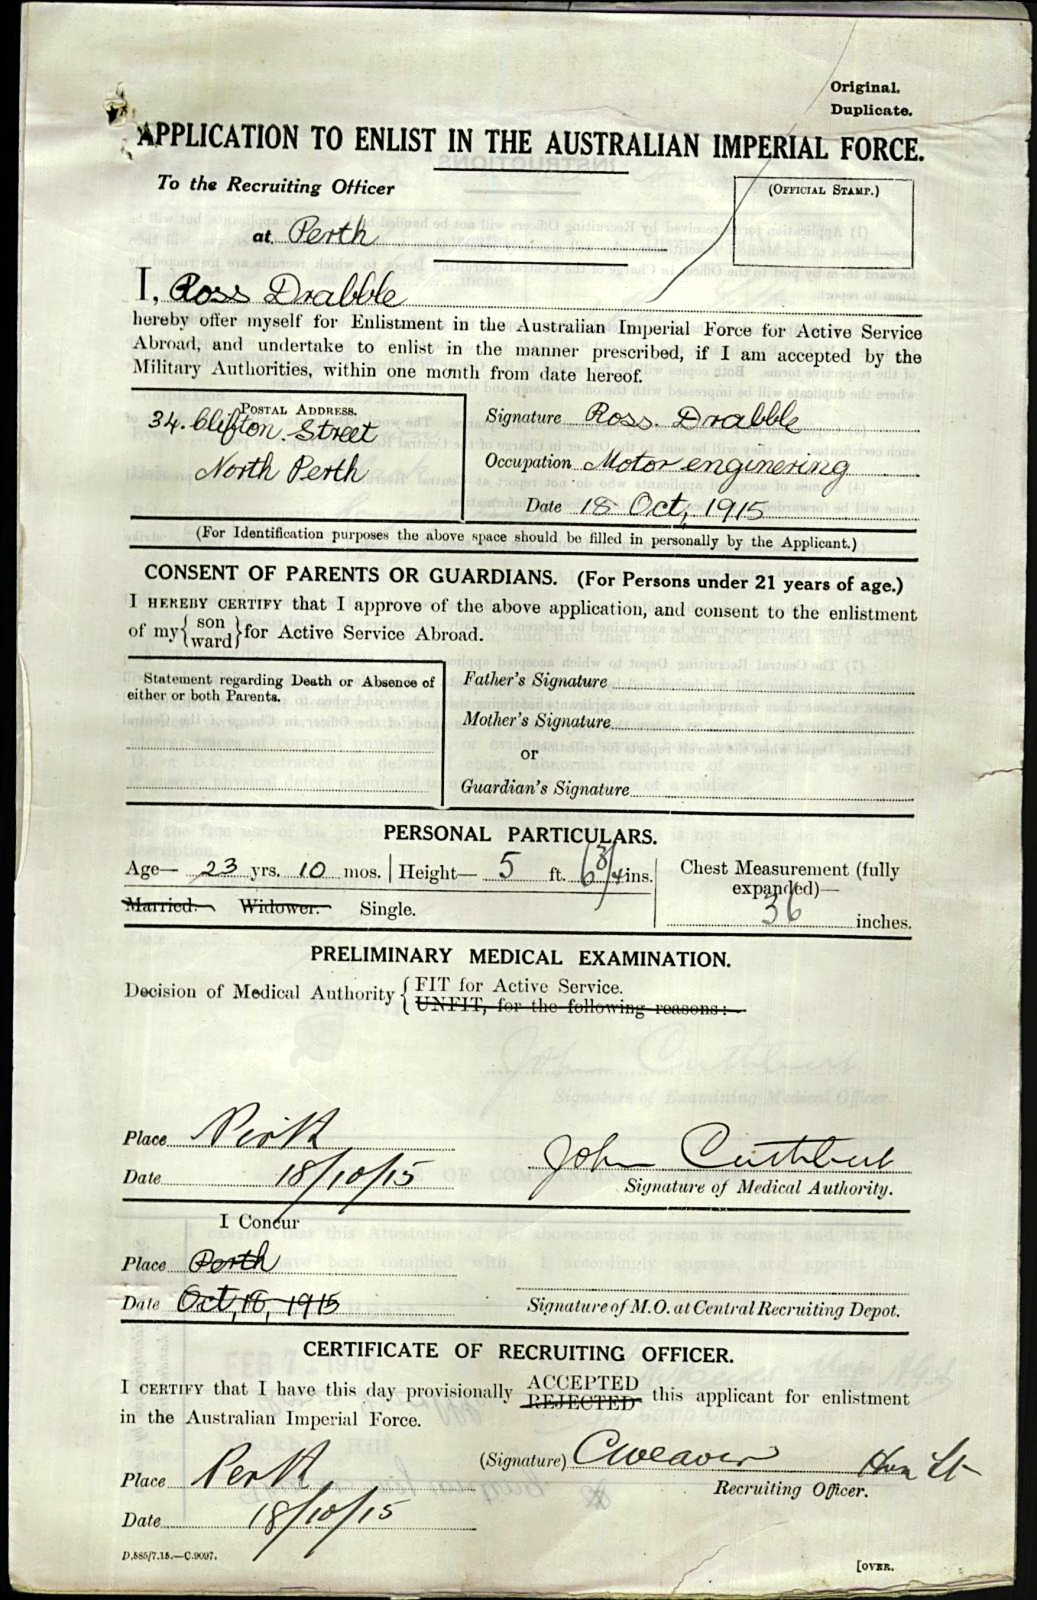 Original.
Duplicate.
APPLICATION TO ENLIST IN THE AUSTRALIAN IMPERIAL FORCE.
To the Recruiting Officer
(OFFICIAL STAMP.)
at Perth
I, Ross Drabble
hereby offer myself for Enlistment in the Australian Imperial Force for Active Service
Abroad, and undertake to enlist in the manner prescribed, if I am accepted by the
Military Authorities, within one month from date hereof.
POSTAL ADDRESS.
34. Clifton. Street
North Perth
Signature Ross. Drabble
Occupation Motor enginering
Date 18 Oct, 1915
(For Identification purposes the above space should be filled in personally by the Applicant.)
CONSENT OF PARENTS OR GUARDIANS. (For Persons under 21 years of age.)
I HEREBY CERTIFY that I approve of the above application, and consent to the enlistment
of my { son ward } for Active Service Abroad.
Statement regarding Death or Absence of
either or both Parents.
Father's Signature
Mother's Signature
or
Guardian's Signature
PERSONAL PARTICULARS.
Age— 23 yrs. 10 mos. Height— 5 ft. 6 3/4 ins.
Chest Measurement (fully
expanded)—
36 inches.
Married. Widower. Single.
PRELIMINARY MEDICAL EXAMINATION.
Decision of Medical Authority { FIT for Active Service.
UNFIT, for the following reasons:-
Place Perth
John Cuthbert
Date 18/10/15
Signature of Medical Authority.
I Concur
Place Perth
Date Oct, 18, 1915
Signature of M.O. at Central Recruiting Depot.
CERTIFICATE OF RECRUITING OFFICER.
I CERTIFY that I have this day provisionally ACCEPTED REJECTED this applicant for enlistment
in the Australian Imperial Force.
(Signature) C Weaver Hon Lt
Place Perth
Recruiting Officer.
Date 18/10/15
D.585/7.15.—C.9097.
[OVER.